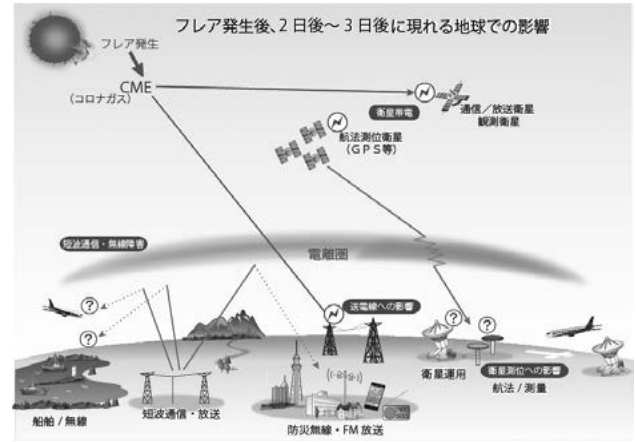 フレア発生後、2日後～3日後に現れる地球での影響
フレア発生
CME
(コロナガス)
衛星帯電
通信／放送衛星
観測衛星
航法測位衛星
(GPS等)
短波通信・無線障害
電離圏
送電線への影響
?
?
?
?
衛星運用
衛星測位への影響
航法/測量
船舶/無線
短波通信・放送
防災無線・FM放送